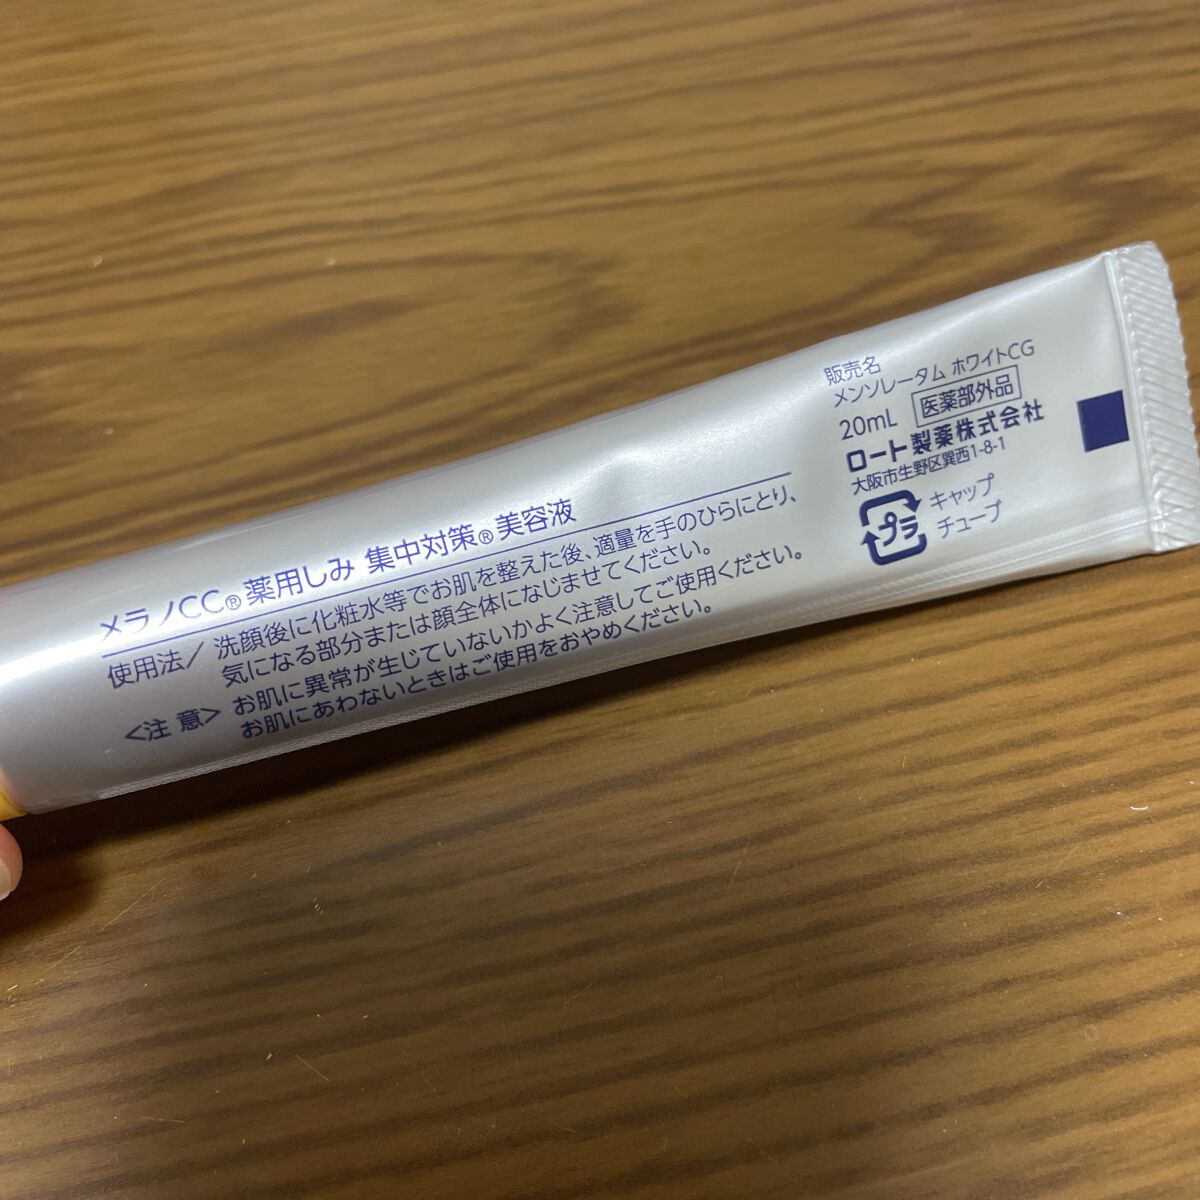 メラノCC®薬用しみ 集中対策®美容液
使用法／洗顔後に化粧水等でお肌を整えた後、適量を手のひらにとり、
気になる部分または顔全体になじませてください。
<注 意> お肌に異常が生じていないかよく注意してご使用ください。
お肌にあわないときはご使用をおやめください。
販売名
メンソレータム ホワイトCG
20mL 医薬部外品
ロート製薬株式会社
大阪市生野区巽西1-8-1
プラ キャップ
チューブ